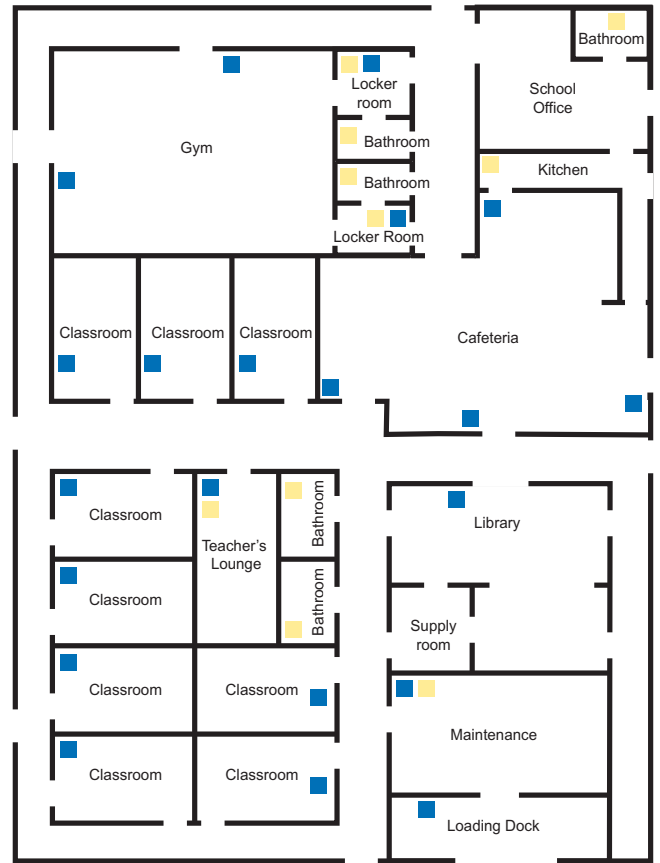 Bathroom
School
Office
Locker
room
Gym
Bathroom
Kitchen
Bathroom
Locker Room
Classroom
Classroom
Classroom
Cafeteria
Classroom
Bathroom
Library
Teacher's
Lounge
Classroom
Bathroom
Supply
room
Classroom
Classroom
Maintenance
Classroom
Classroom
Loading Dock